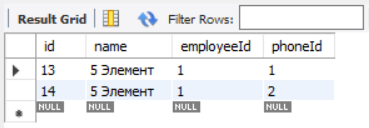 Result Grid Filter Rows:
id name employeeId phoneId
13 5 Элемент 1 1
14 5 Элемент 1 2
NULL NULL NULL NULL